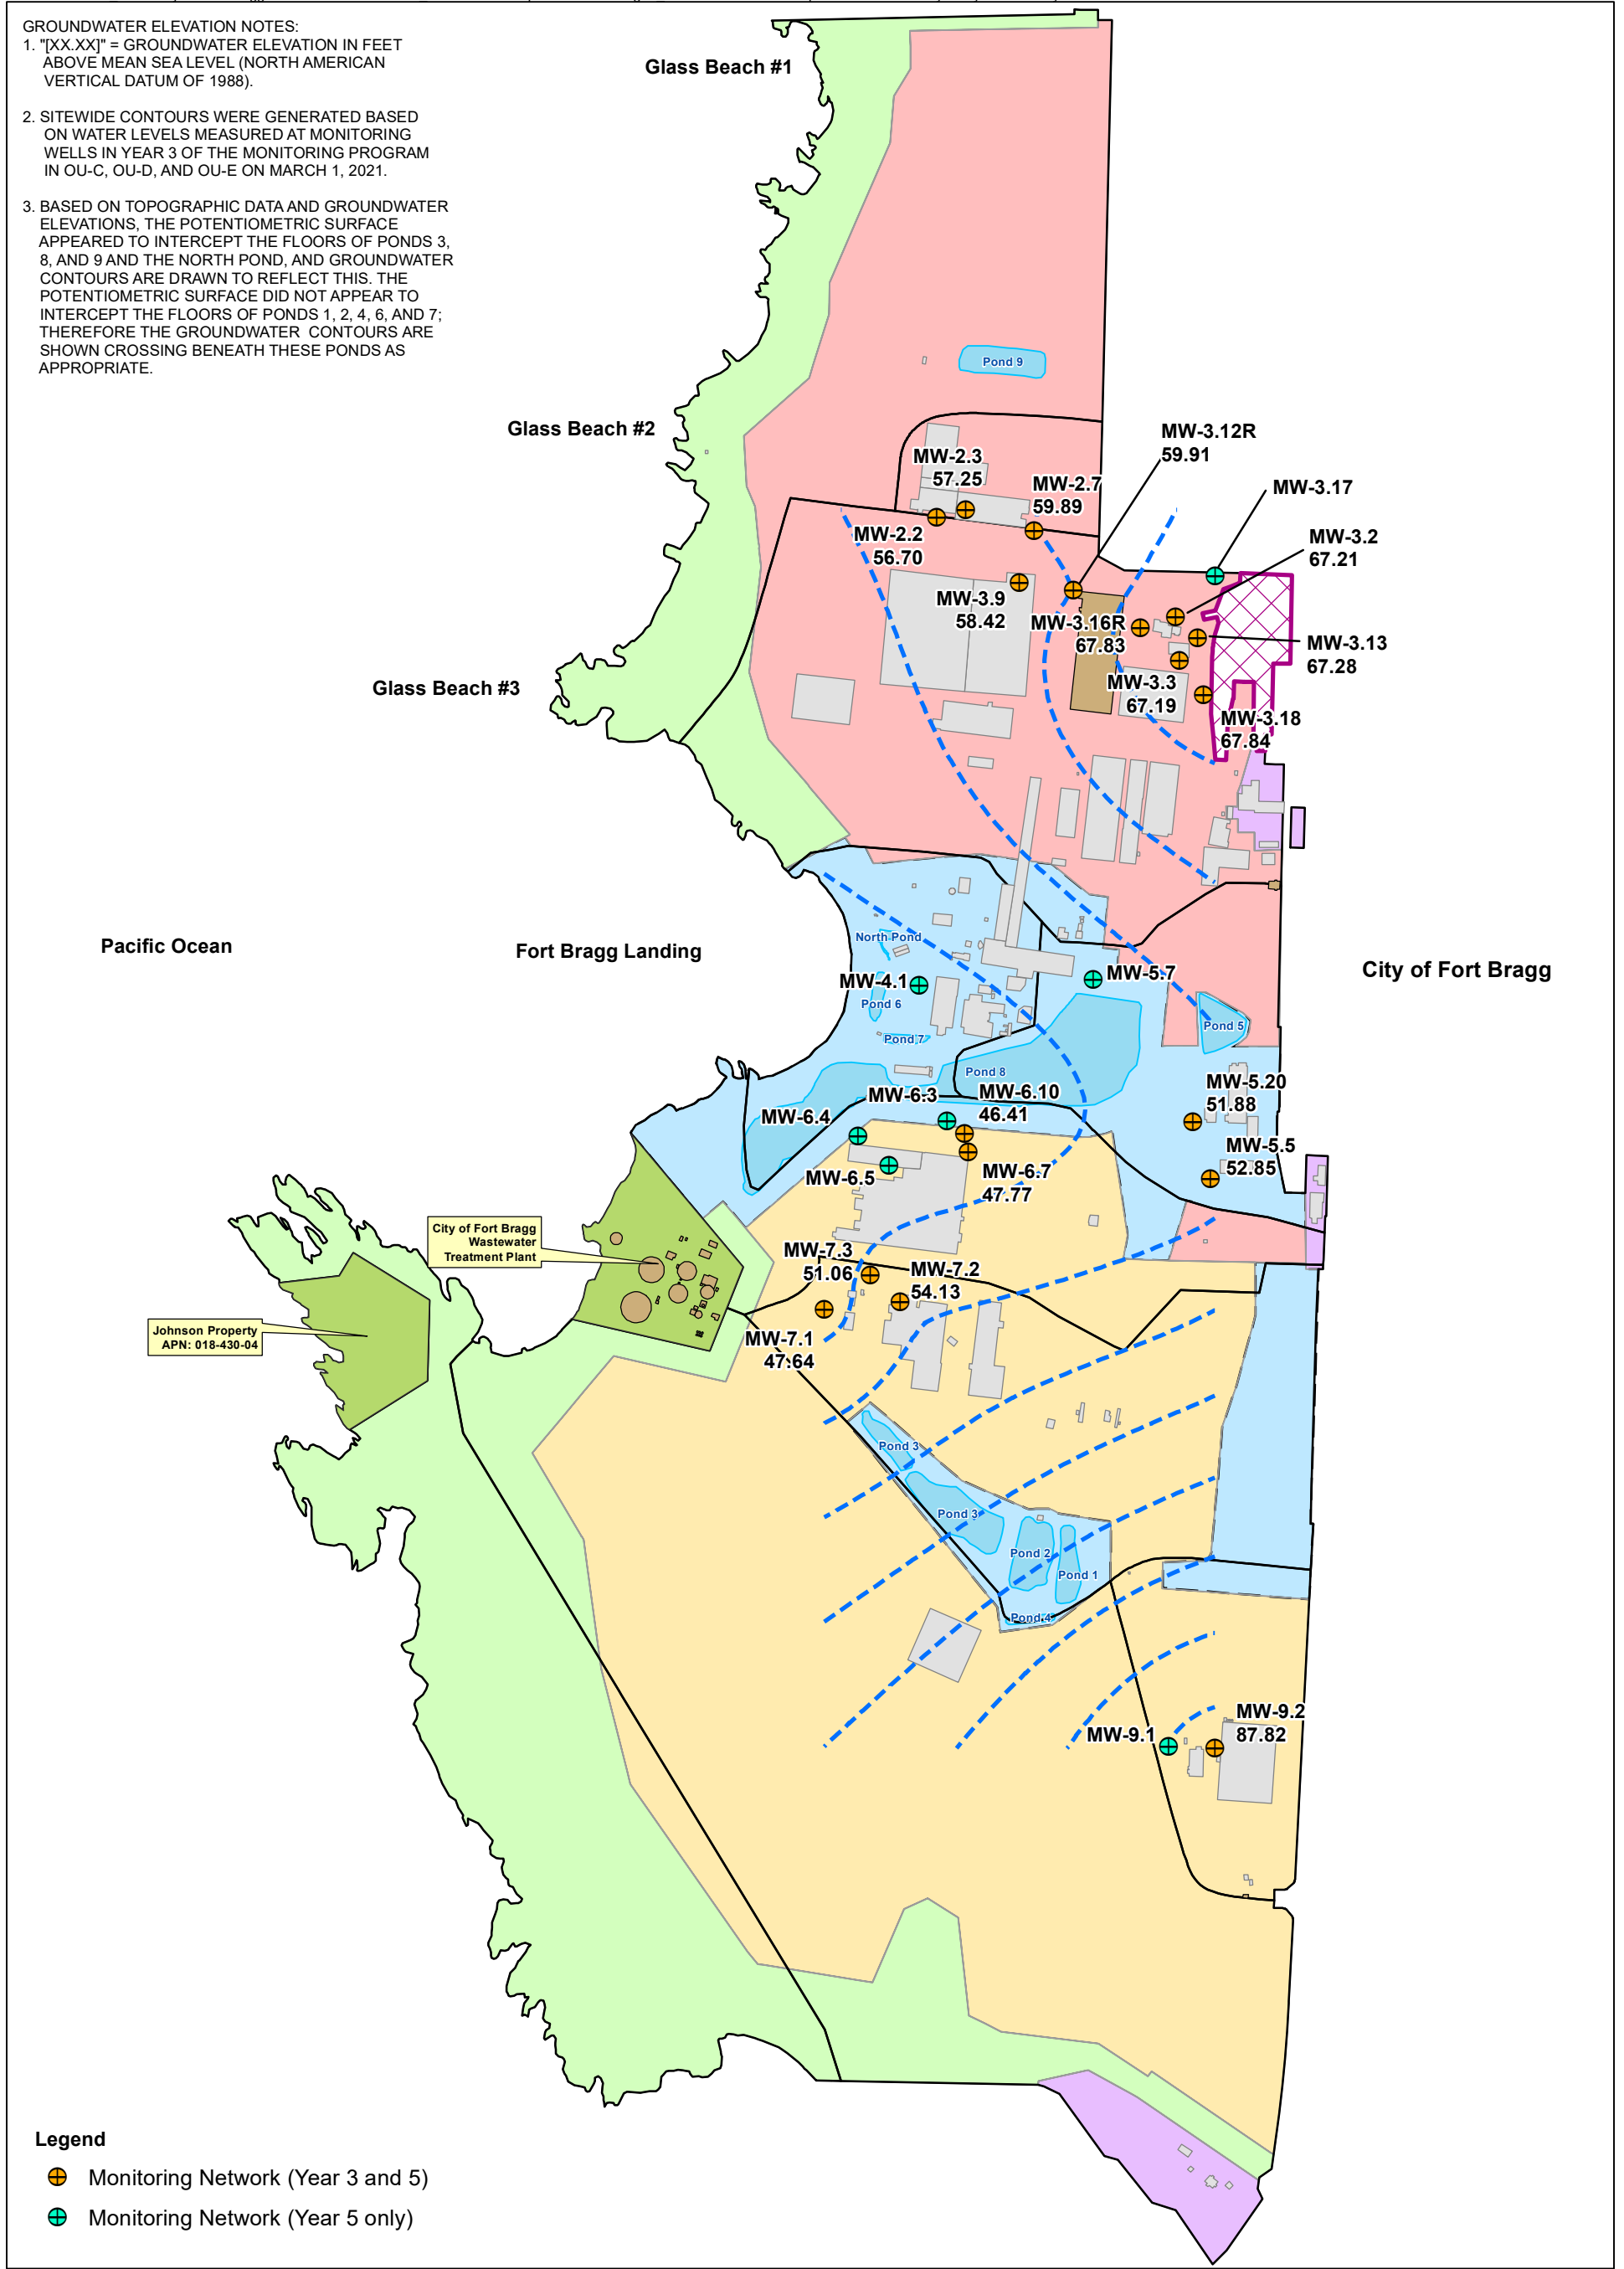 GROUNDWATER ELEVATION NOTES:
1. "[XX.XX]" = GROUNDWATER ELEVATION IN FEET
ABOVE MEAN SEA LEVEL (NORTH AMERICAN
VERTICAL DATUM OF 1988).
2. SITEWIDE CONTOURS WERE GENERATED BASED
ON WATER LEVELS MEASURED AT MONITORING
WELLS IN YEAR 3 OF THE MONITORING PROGRAM
IN OU-C, OU-D, AND OU-E ON MARCH 1, 2021.
3. BASED ON TOPOGRAPHIC DATA AND GROUNDWATER
ELEVATIONS, THE POTENTIOMETRIC SURFACE
APPEARED TO INTERCEPT THE FLOORS OF PONDS 3,
8, AND 9 AND THE NORTH POND, AND GROUNDWATER
CONTOURS ARE DRAWN TO REFLECT THIS. THE
POTENTIOMETRIC SURFACE DID NOT APPEAR TO
INTERCEPT THE FLOORS OF PONDS 1, 2, 4, 6, AND 7;
THEREFORE THE GROUNDWATER CONTOURS ARE
SHOWN CROSSING BENEATH THESE PONDS AS
APPROPRIATE.
Glass Beach #1
Pond 9
Glass Beach #2
MW-3.12R
59.91
MW-2.3
57.25
MW-2.7
59.89
MW-3.17
MW-2.2
56.70
MW-3.2
67.21
MW-3.9
58.42
MW-3.16R
67.83
MW-3.13
67.28
Glass Beach #3
MW-3.3
67.19
MW-3.18
67.84
Pacific Ocean
Fort Bragg Landing
North Pond
City of Fort Bragg
MW-4.1
MW-5.7
Pond 6
Pond 5
Pond 7
Pond 8
MW-6.3
MW-6.10
46.41
MW-5.20
51.88
MW-6.4
MW-5.5
52.85
MW-6.5
MW-6.7
47.77
City of Fort Bragg
Wastewater
Treatment Plant
MW-7.3
51.06
MW-7.2
54.13
Johnson Property
APN: 018-430-04
MW-7.1
47.64
Pond 3
Pond 3
Pond 2
Pond 1
Pond 4
MW-9.1
MW-9.2
87.82
Legend
Monitoring Network (Year 3 and 5)
Monitoring Network (Year 5 only)